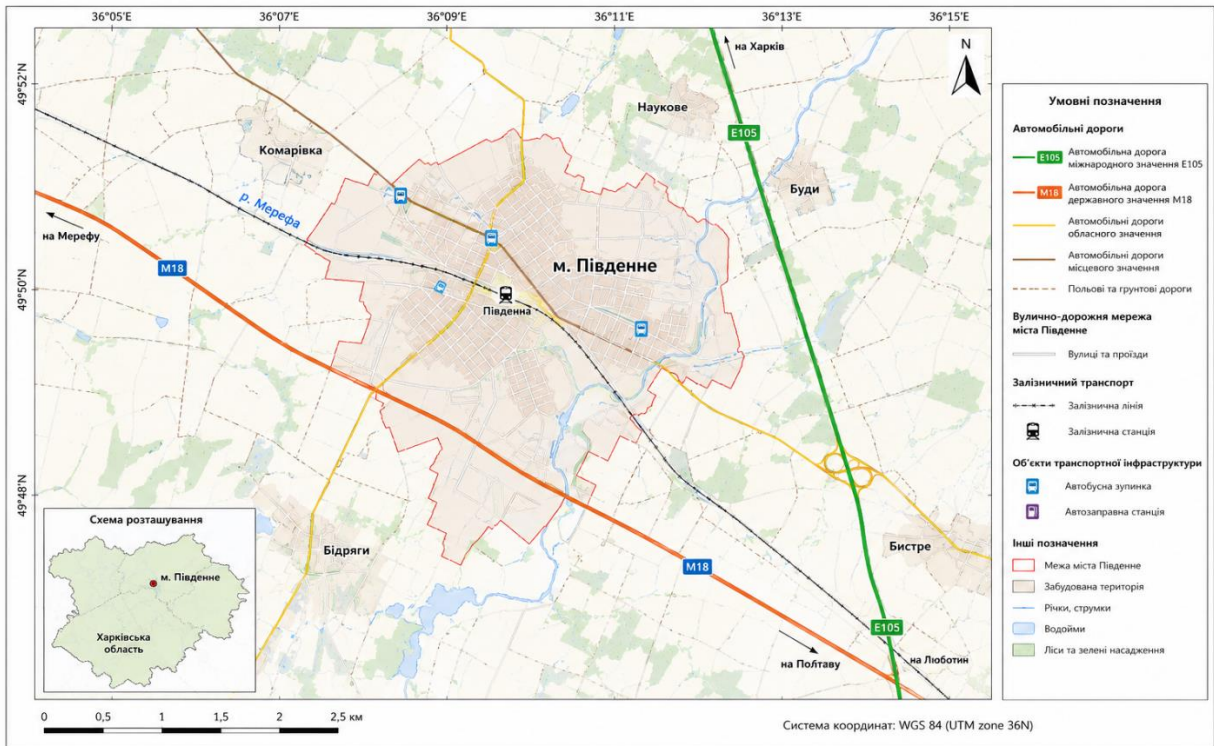 36°05'E
36°07'E
36°09'E
36°11'E
36°13'E
36°15'E
49°52'N
49°50'N
49°48'N
на Харків
N
Наукове
E105
Комарівка
Буди
р. Мерефа
на Мерефу
M18
м. Південне
Південна
Бідряги
M18
Бистре
E105
на Полтаву
на Люботин
Схема розташування
м. Південне
Харківська
область
0
0,5
1
1,5
2
2,5 км
Система координат: WGS 84 (UTM zone 36N)
Умовні позначення
Автомобільні дороги
E105
Автомобільна дорога
міжнародного значення E105
M18
Автомобільна дорога
державного значення M18
Автомобільні дороги
обласного значення
Автомобільні дороги
місцевого значення
Польові та грунтові дороги
Вулично-дорожня мережа
міста Південне
Вулиці та проїзди
Залізничний транспорт
Залізнична лінія
Залізнична станція
Об'єкти транспортної інфраструктури
Автобусна зупинка
Автозаправна станція
Інші позначення
Межа міста Південне
Забудована територія
Річки, струмки
Водойми
Ліси та зелені насадження